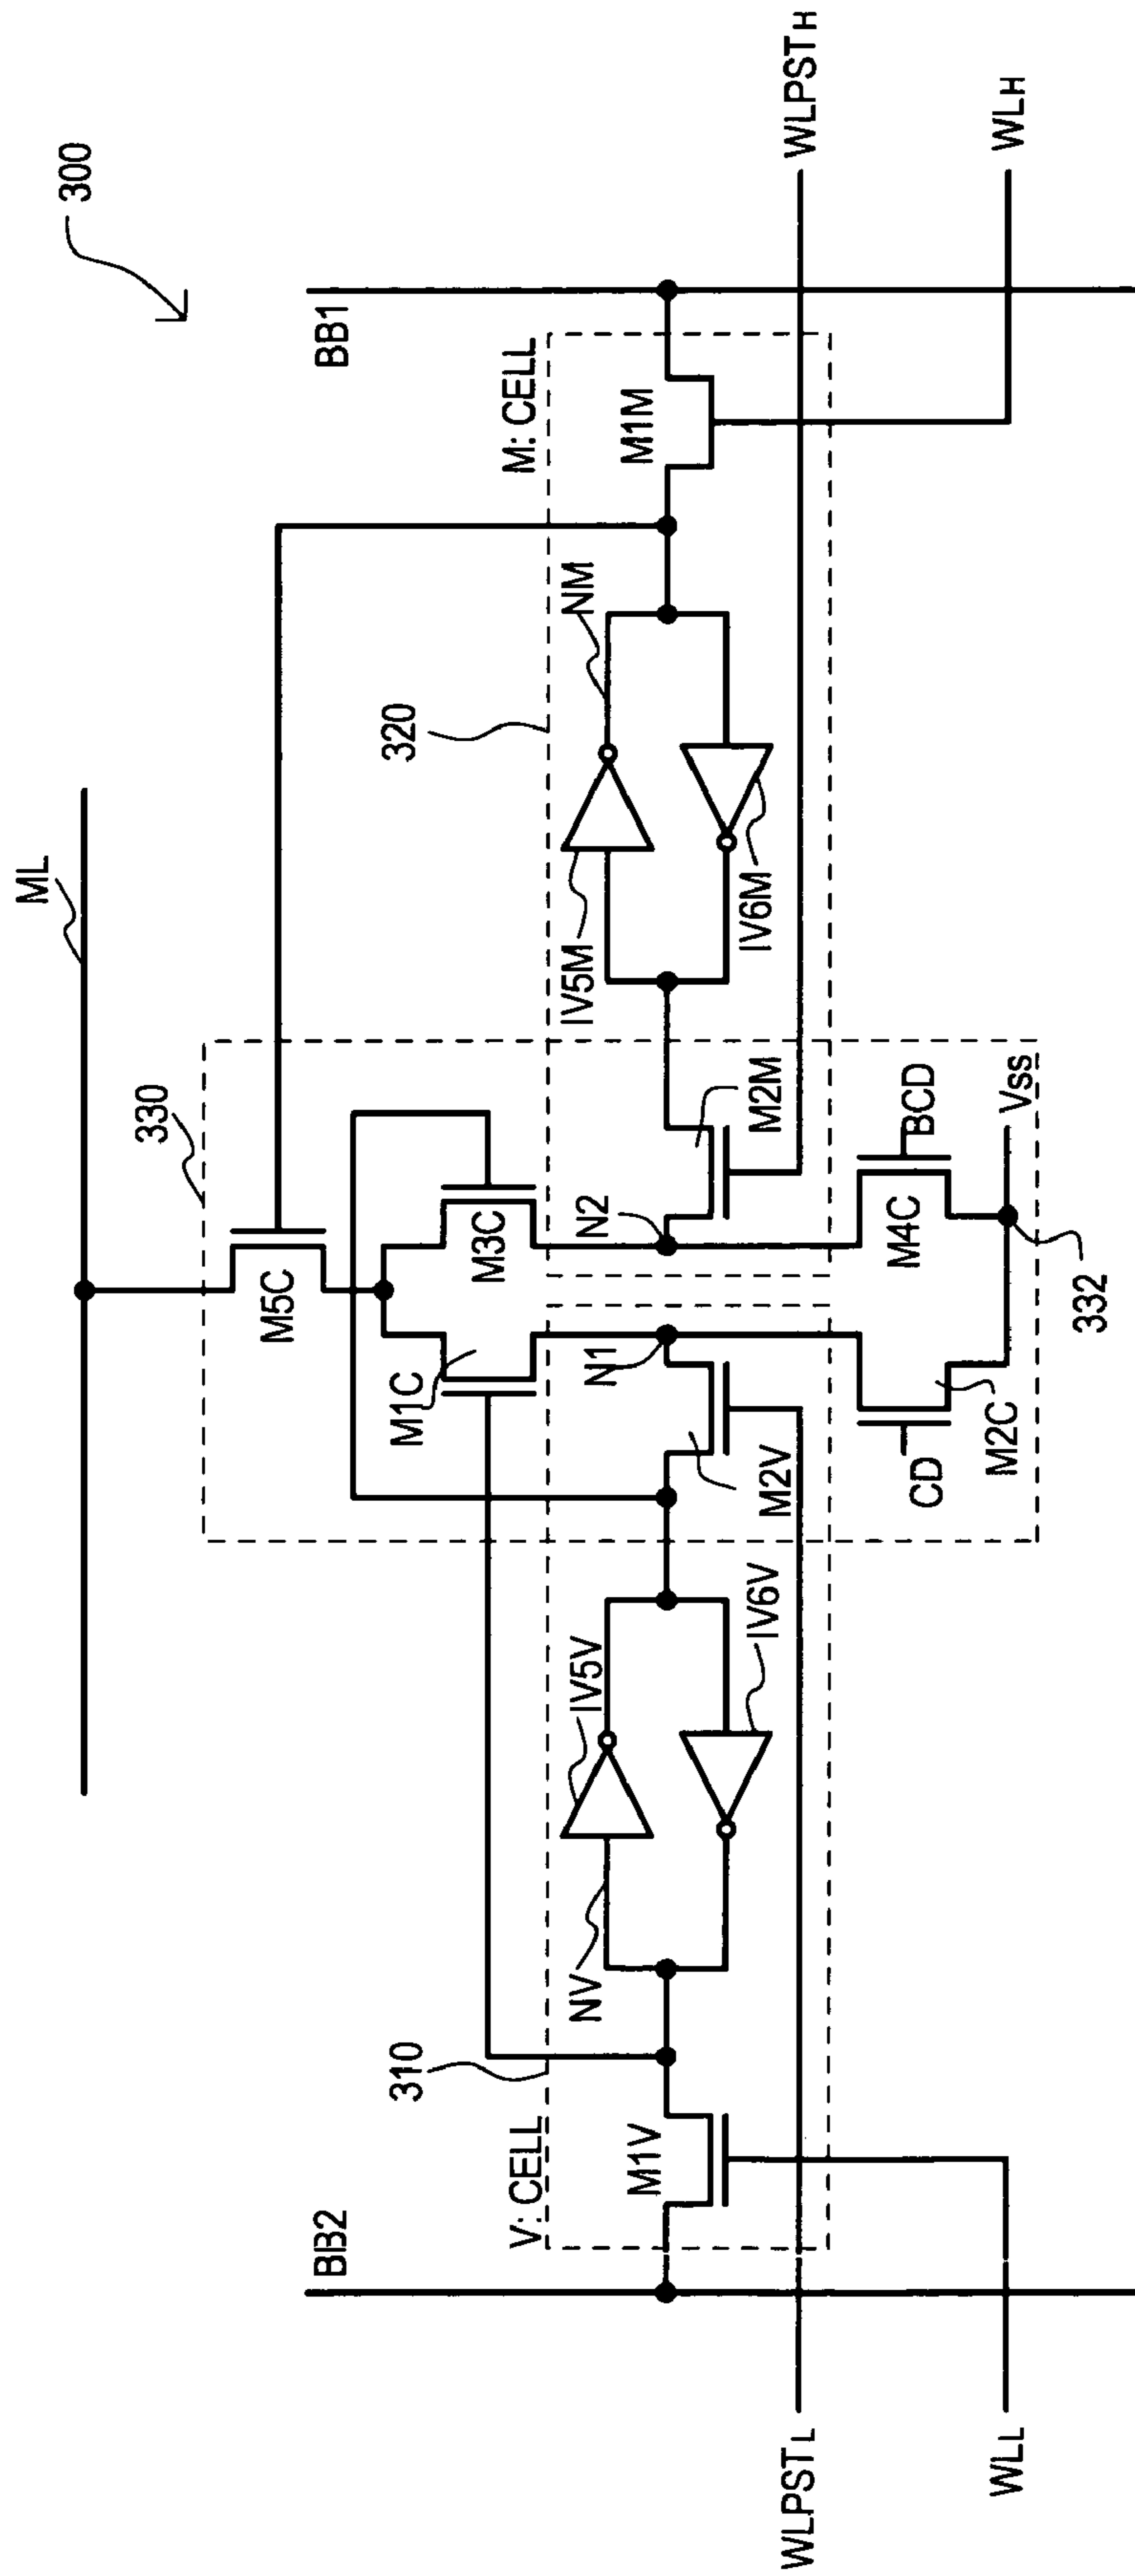 300
ML
330
M5C
M1C
M3C
BB2
BB1
310
V: CELL
320
M: CELL
M1V
NV
IV5V
IV6V
N1
M2V
N2
M2M
IV5M
IV6M
NM
M1M
WLPSTL
WLPSTH
CD
M2C
M4C
BCD
VSS
332
WLL
WLH